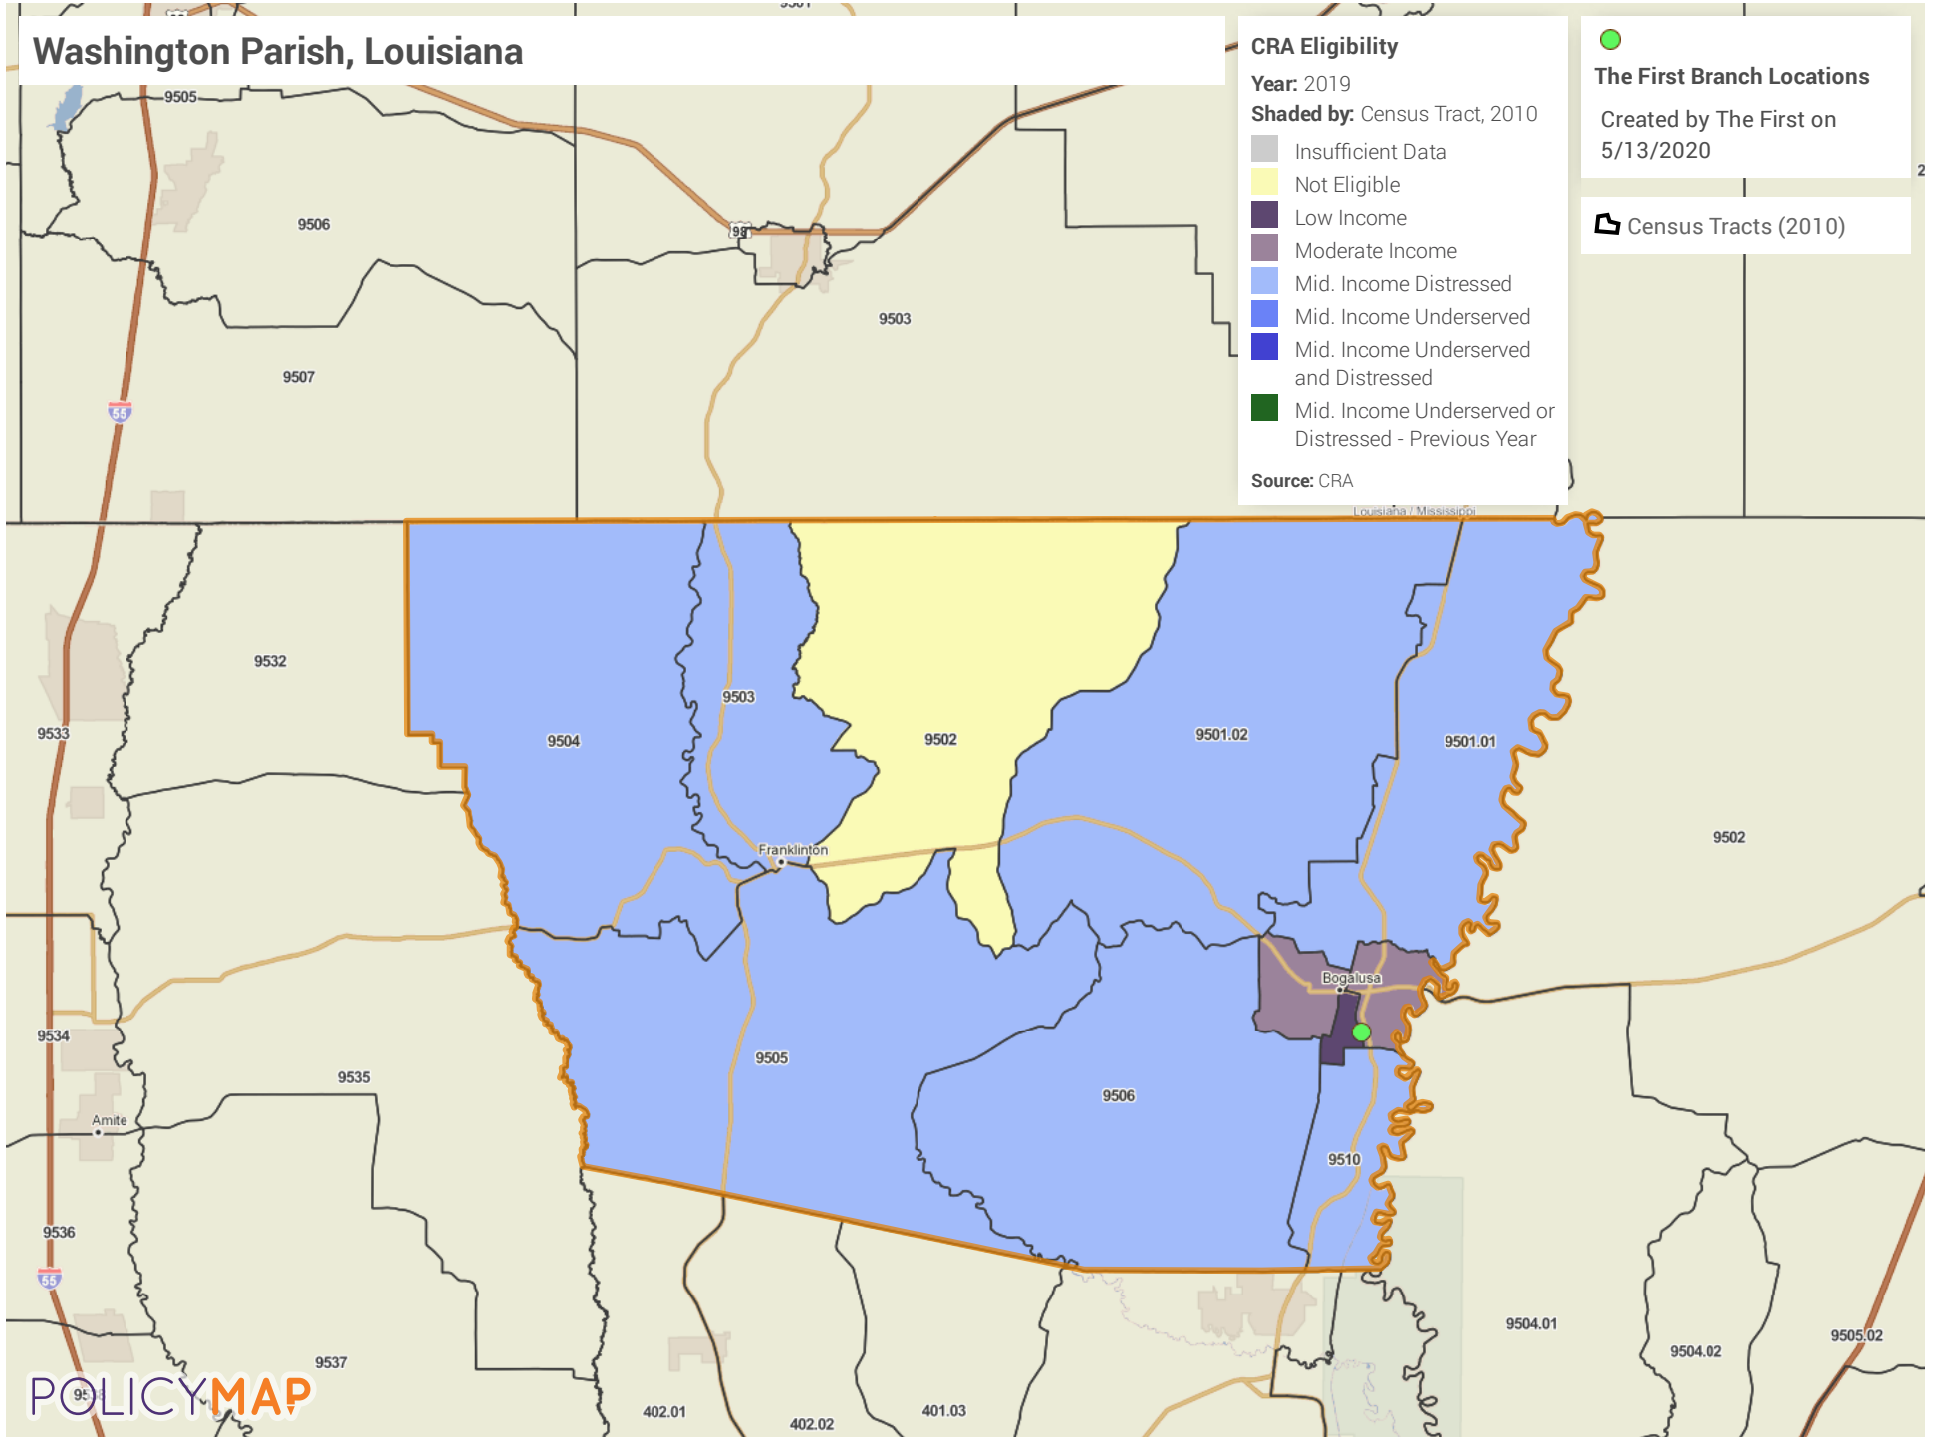 Washington Parish, Louisiana
CRA Eligibility
Year: 2019
Shaded by: Census Tract, 2010
Insufficient Data
Not Eligible
Low Income
Moderate Income
Mid. Income Distressed
Mid. Income Underserved
Mid. Income Underserved
and Distressed
Mid. Income Underserved or
Distressed - Previous Year
Source: CRA
The First Branch Locations
Created by The First on
5/13/2020
Census Tracts (2010)
9505
9506
98
9503
9507
55
Louisiana / Mississippi
9532
9503
9533
9504
9502
9501.02
9501.01
9502
Franklinton
Bogalusa
9534
9505
9535
9506
Amite
9510
9536
55
9504.01
9505.02
9504.02
9537
402.01
402.02
401.03
POLICYMAP